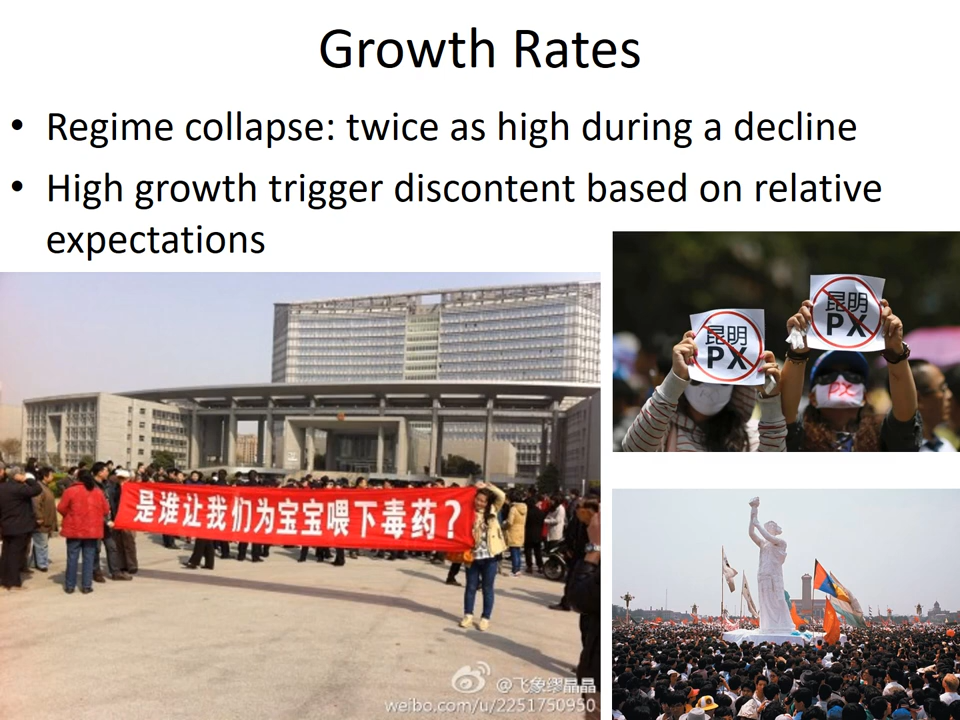 Growth Rates
• Regime collapse: twice as high during a decline
• High growth trigger discontent based on relative
expectations
昆明
PX
昆明
PX
PX
是谁让我们为宝宝喂下毒药？
@飞象缪晶晶
weibo.com/u/2251750950